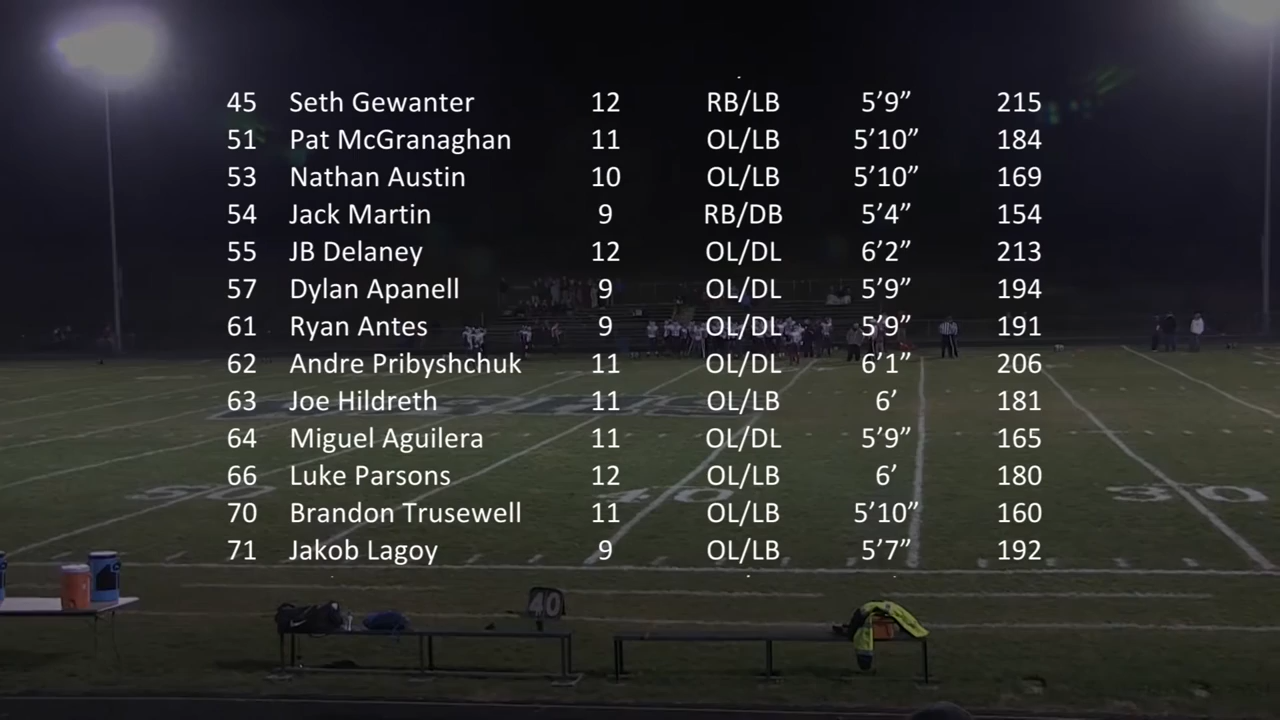 45 Seth Gewanter 12 RB/LB 5’9” 215
51 Pat McGranaghan 11 OL/LB 5’10” 184
53 Nathan Austin 10 OL/LB 5’10” 169
54 Jack Martin 9 RB/DB 5’4” 154
55 JB Delaney 12 OL/DL 6’2” 213
57 Dylan Apanell 9 OL/DL 5’9” 194
61 Ryan Antes 9 OL/DL 5’9” 191
62 Andre Pribyshchuk 11 OL/DL 6’1” 206
63 Joe Hildreth 11 OL/LB 6’ 181
64 Miguel Aguilera 11 OL/DL 5’9” 165
66 Luke Parsons 12 OL/LB 6’ 180
50 40 30
70 Brandon Trusewell 11 OL/LB 5’10” 160
71 Jakob Lagoy 9 OL/LB 5’7” 192
40